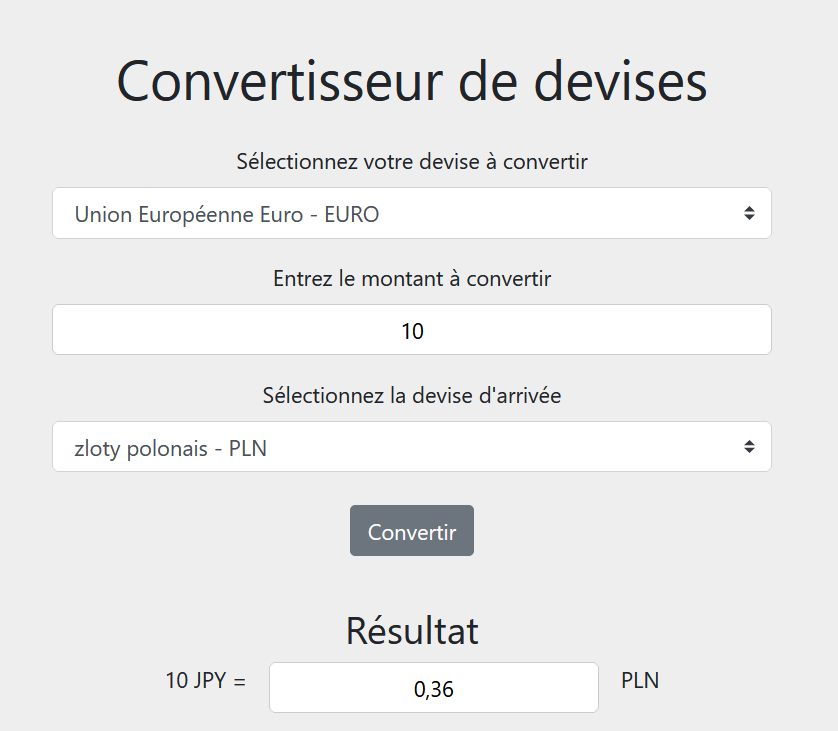 Convertisseur de devises
Sélectionnez votre devise à convertir
Union Européenne Euro - EURO
Entrez le montant à convertir
10
Sélectionnez la devise d'arrivée
zloty polonais - PLN
Convertir
Résultat
10 JPY = 0,36 PLN